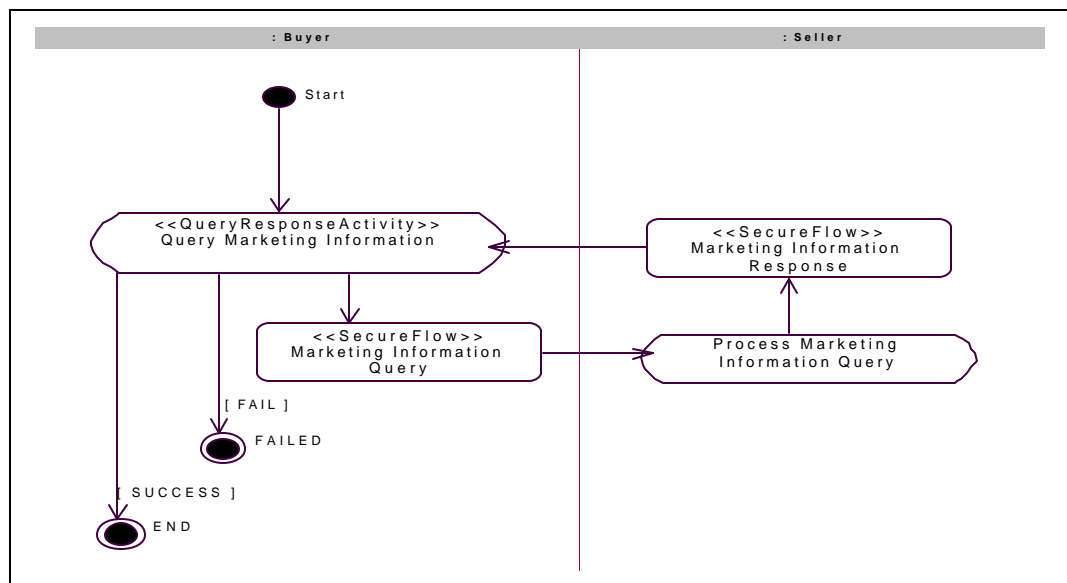 : Buyer
: Seller
Start
<<QueryResponseActivity>>
Query Marketing Information
<<SecureFlow>>
Marketing Information
Response
<<SecureFlow>>
Marketing Information
Query
Process Marketing
Information Query
[ FAIL ]
FAILED
[ SUCCESS ]
END